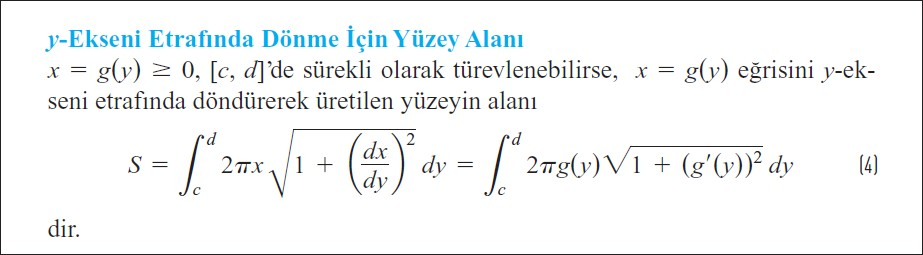 y-Ekseni Etrafında Dönme İçin Yüzey Alanı
x = g(y) ≥ 0, [c, d]’de sürekli olarak türevlenebilirse, x = g(y) eğrisini y-ek-
seni etrafında döndürerek üretilen yüzeyin alanı
S = ∫_c^d 2πx √(1 + (dx/dy)^2) dy = ∫_c^d 2πg(y)√(1 + (g′(y))^2) dy (4)
dir.